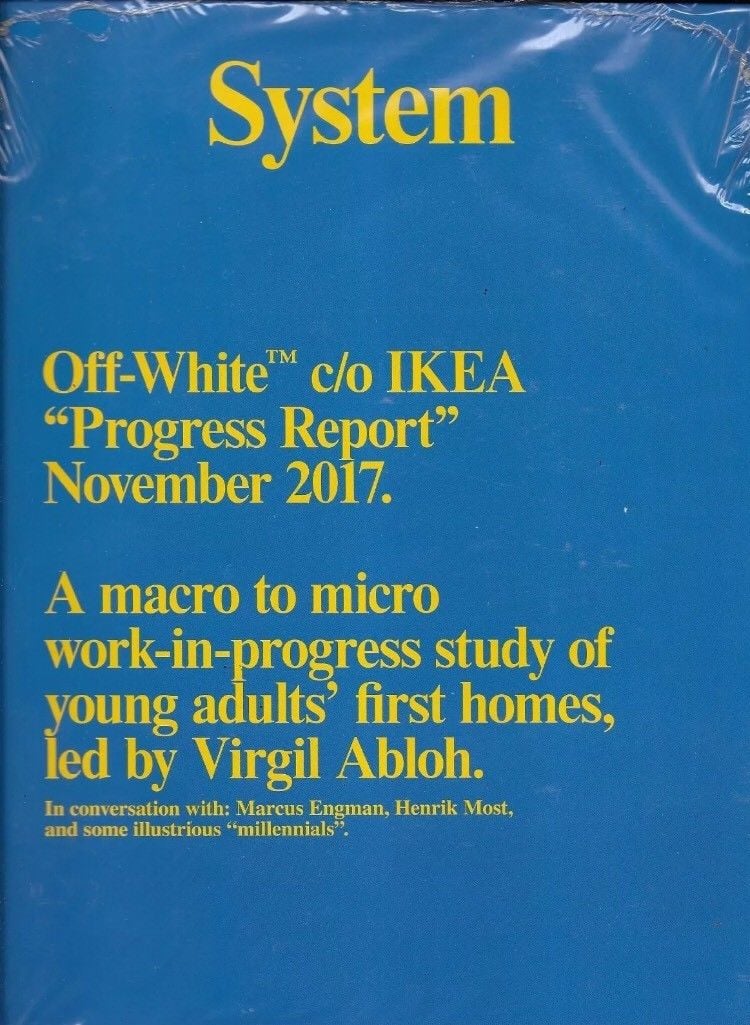 System
Off-White™ c/o IKEA
“Progress Report”
November 2017.
A macro to micro
work-in-progress study of
young adults’ first homes,
led by Virgil Abloh.
In conversation with: Marcus Engman, Henrik Most,
and some illustrious “millennials”.